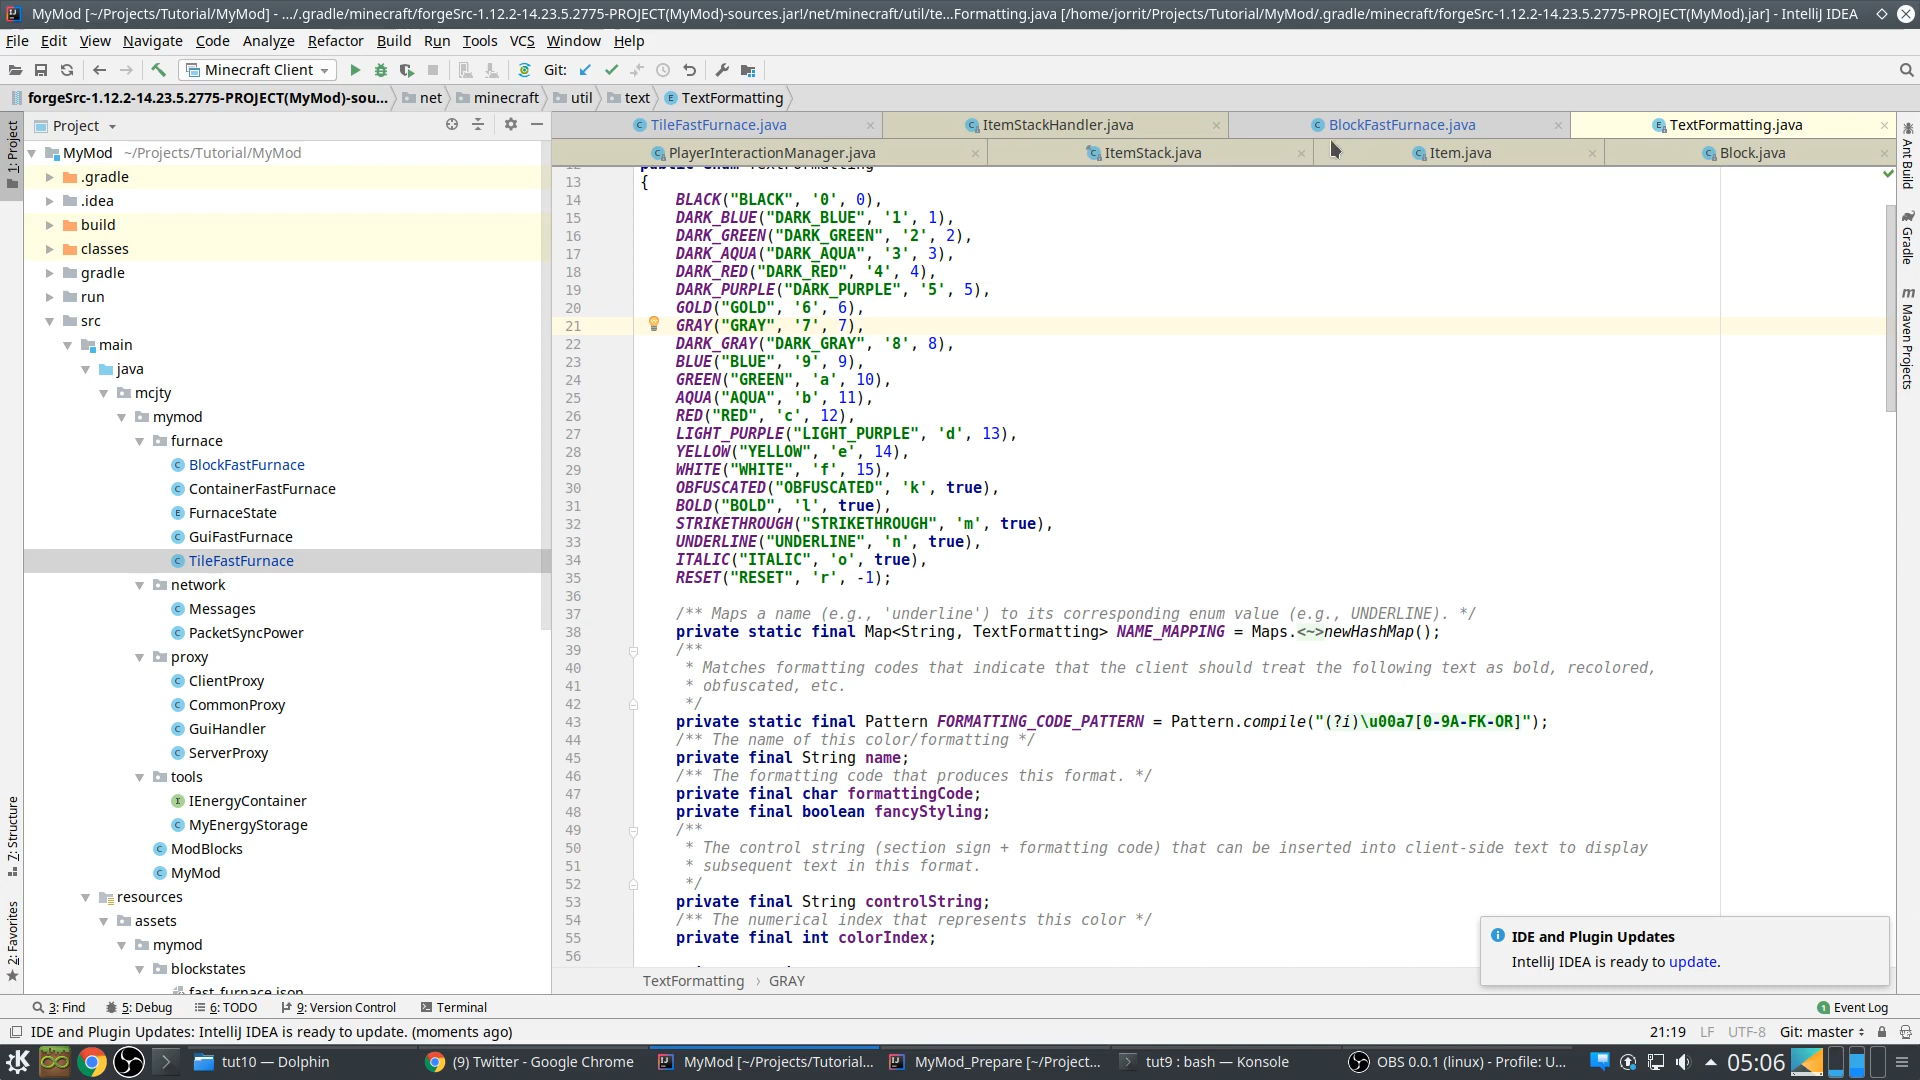 MyMod [~/Projects/Tutorial/MyMod] - .../.gradle/minecraft/forgeSrc-1.12.2-14.23.5.2775-PROJECT(MyMod)-sources.jar!/net/minecraft/util/te...Formatting.java [/home/jorrit/Projects/Tutorial/MyMod/.gradle/minecraft/forgeSrc-1.12.2-14.23.5.2775-PROJECT(MyMod).jar] - IntelliJ IDEA
File Edit View Navigate Code Analyze Refactor Build Run Tools VCS Window Help
Minecraft Client Git:
forgeSrc-1.12.2-14.23.5.2775-PROJECT(MyMod)-sou... net minecraft util text TextFormatting
Project
TileFastFurnace.java ItemStackHandler.java BlockFastFurnace.java TextFormatting.java
PlayerInteractionManager.java ItemStack.java Item.java Block.java
1: Project
7: Structure
2: Favorites
MyMod ~/Projects/Tutorial/MyMod
.gradle
.idea
build
classes
gradle
run
src
main
java
mcjty
mymod
furnace
BlockFastFurnace
ContainerFastFurnace
FurnaceState
GuiFastFurnace
TileFastFurnace
network
Messages
PacketSyncPower
proxy
ClientProxy
CommonProxy
GuiHandler
ServerProxy
tools
IEnergyContainer
MyEnergyStorage
ModBlocks
MyMod
resources
assets
mymod
blockstates
fast_furnace.json
12 public enum TextFormatting
13 {
14 BLACK("BLACK", '0', 0),
15 DARK_BLUE("DARK_BLUE", '1', 1),
16 DARK_GREEN("DARK_GREEN", '2', 2),
17 DARK_AQUA("DARK_AQUA", '3', 3),
18 DARK_RED("DARK_RED", '4', 4),
19 DARK_PURPLE("DARK_PURPLE", '5', 5),
20 GOLD("GOLD", '6', 6),
21 GRAY("GRAY", '7', 7),
22 DARK_GRAY("DARK_GRAY", '8', 8),
23 BLUE("BLUE", '9', 9),
24 GREEN("GREEN", 'a', 10),
25 AQUA("AQUA", 'b', 11),
26 RED("RED", 'c', 12),
27 LIGHT_PURPLE("LIGHT_PURPLE", 'd', 13),
28 YELLOW("YELLOW", 'e', 14),
29 WHITE("WHITE", 'f', 15),
30 OBFUSCATED("OBFUSCATED", 'k', true),
31 BOLD("BOLD", 'l', true),
32 STRIKETHROUGH("STRIKETHROUGH", 'm', true),
33 UNDERLINE("UNDERLINE", 'n', true),
34 ITALIC("ITALIC", 'o', true),
35 RESET("RESET", 'r', -1);
36
37 /** Maps a name (e.g., 'underline') to its corresponding enum value (e.g., UNDERLINE). */
38 private static final Map<String, TextFormatting> NAME_MAPPING = Maps.<~>newHashMap();
39 /**
40 * Matches formatting codes that indicate that the client should treat the following text as bold, recolored,
41 * obfuscated, etc.
42 */
43 private static final Pattern FORMATTING_CODE_PATTERN = Pattern.compile("(?i)\u00a7[0-9A-FK-OR]");
44 /** The name of this color/formatting */
45 private final String name;
46 /** The formatting code that produces this format. */
47 private final char formattingCode;
48 private final boolean fancyStyling;
49 /**
50 * The control string (section sign + formatting code) that can be inserted into client-side text to display
51 * subsequent text in this format.
52 */
53 private final String controlString;
54 /** The numerical index that represents this color */
55 private final int colorIndex;
56
TextFormatting › GRAY
Ant Build
Gradle
Maven Projects
IDE and Plugin Updates
IntelliJ IDEA is ready to update.
3: Find 5: Debug 6: TODO 9: Version Control Terminal 1 Event Log
IDE and Plugin Updates: IntelliJ IDEA is ready to update. (moments ago) 21:19 LF UTF-8 Git: master
tut10 — Dolphin (9) Twitter - Google Chrome MyMod [~/Projects/Tutorial... MyMod_Prepare [~/Project... tut9 : bash — Konsole OBS 0.0.1 (linux) - Profile: U... 05:06